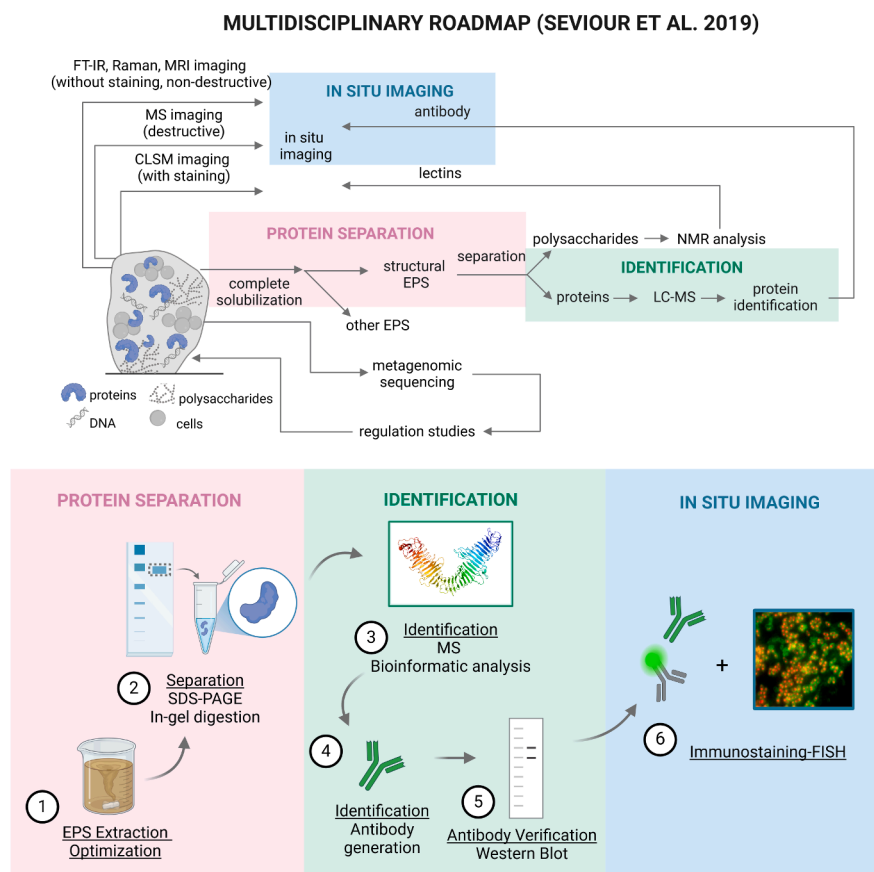 MULTIDISCIPLINARY ROADMAP (SEVIOUR ET AL. 2019)
FT-IR, Raman, MRI imaging
(without staining, non-destructive)
MS imaging
(destructive)
CLSM imaging
(with staining)
IN SITU IMAGING
antibody
in situ
imaging
lectins
PROTEIN SEPARATION
complete
solubilization
structural
EPS
separation
other EPS
polysaccharides
NMR analysis
IDENTIFICATION
proteins
LC-MS
protein
identification
metagenomic
sequencing
regulation studies
proteins
polysaccharides
DNA
cells
PROTEIN SEPARATION
IDENTIFICATION
IN SITU IMAGING
2
Separation
SDS-PAGE
In-gel digestion
1
EPS Extraction
Optimization
3
Identification
MS
Bioinformatic analysis
4
Identification
Antibody
generation
5
Antibody Verification
Western Blot
+
6
Immunostaining-FISH